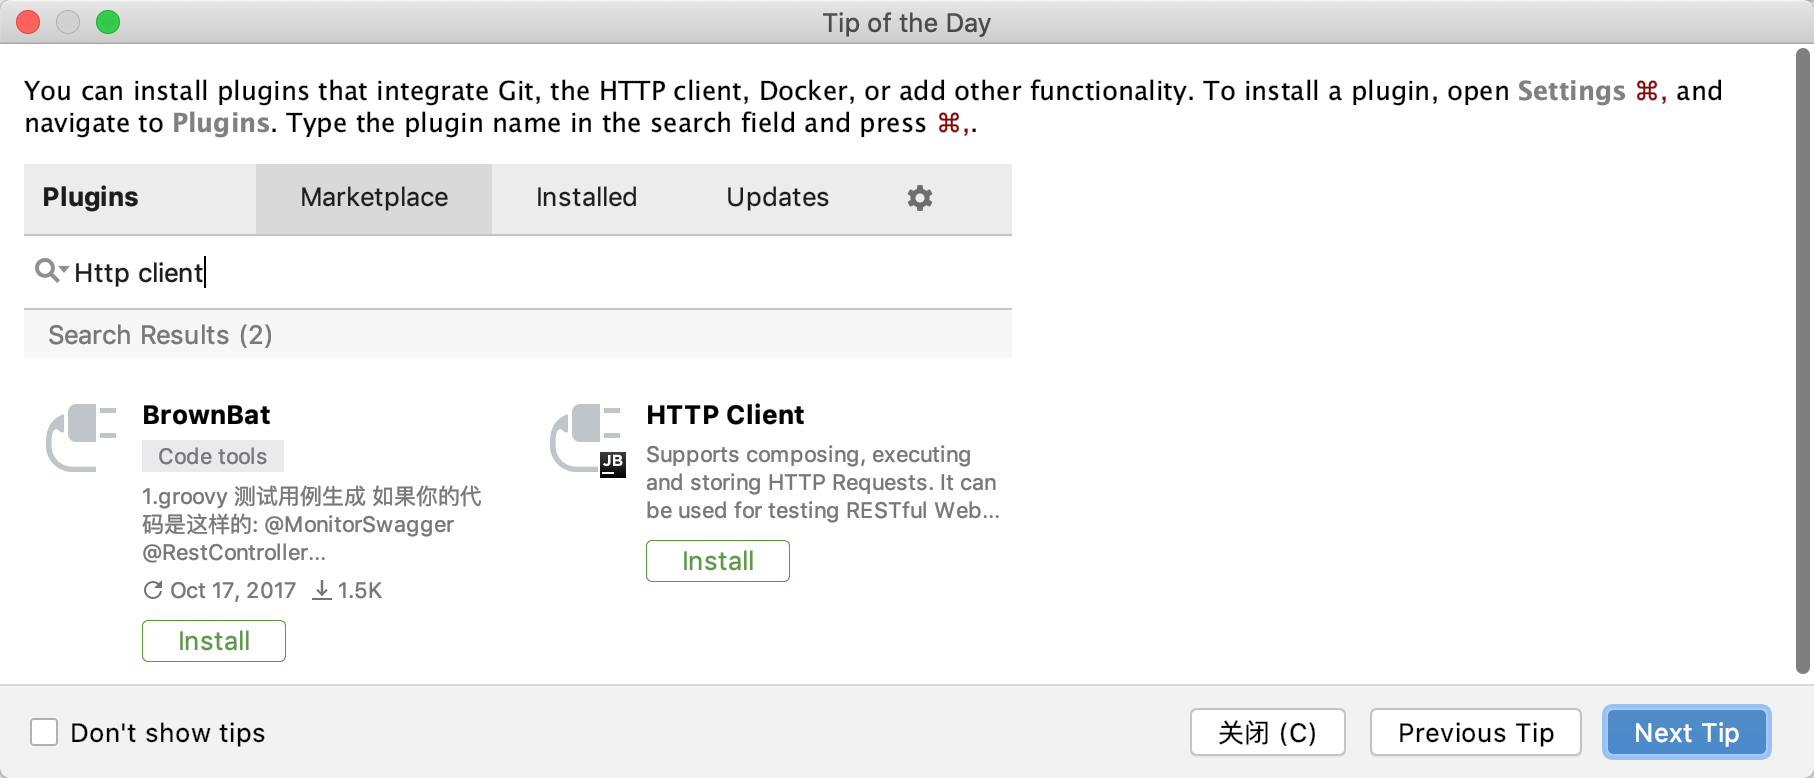 Tip of the Day
You can install plugins that integrate Git, the HTTP client, Docker, or add other functionality. To install a plugin, open Settings ⌘, and
navigate to Plugins. Type the plugin name in the search field and press ⌘,.
Plugins Marketplace Installed Updates
Http client
Search Results (2)
BrownBat
Code tools
1.groovy 测试用例生成 如果你的代
码是这样的: @MonitorSwagger
@RestController...
Oct 17, 2017 1.5K
Install
HTTP Client
JB
Supports composing, executing
and storing HTTP Requests. It can
be used for testing RESTful Web...
Install
Don't show tips
关闭 (C) Previous Tip Next Tip